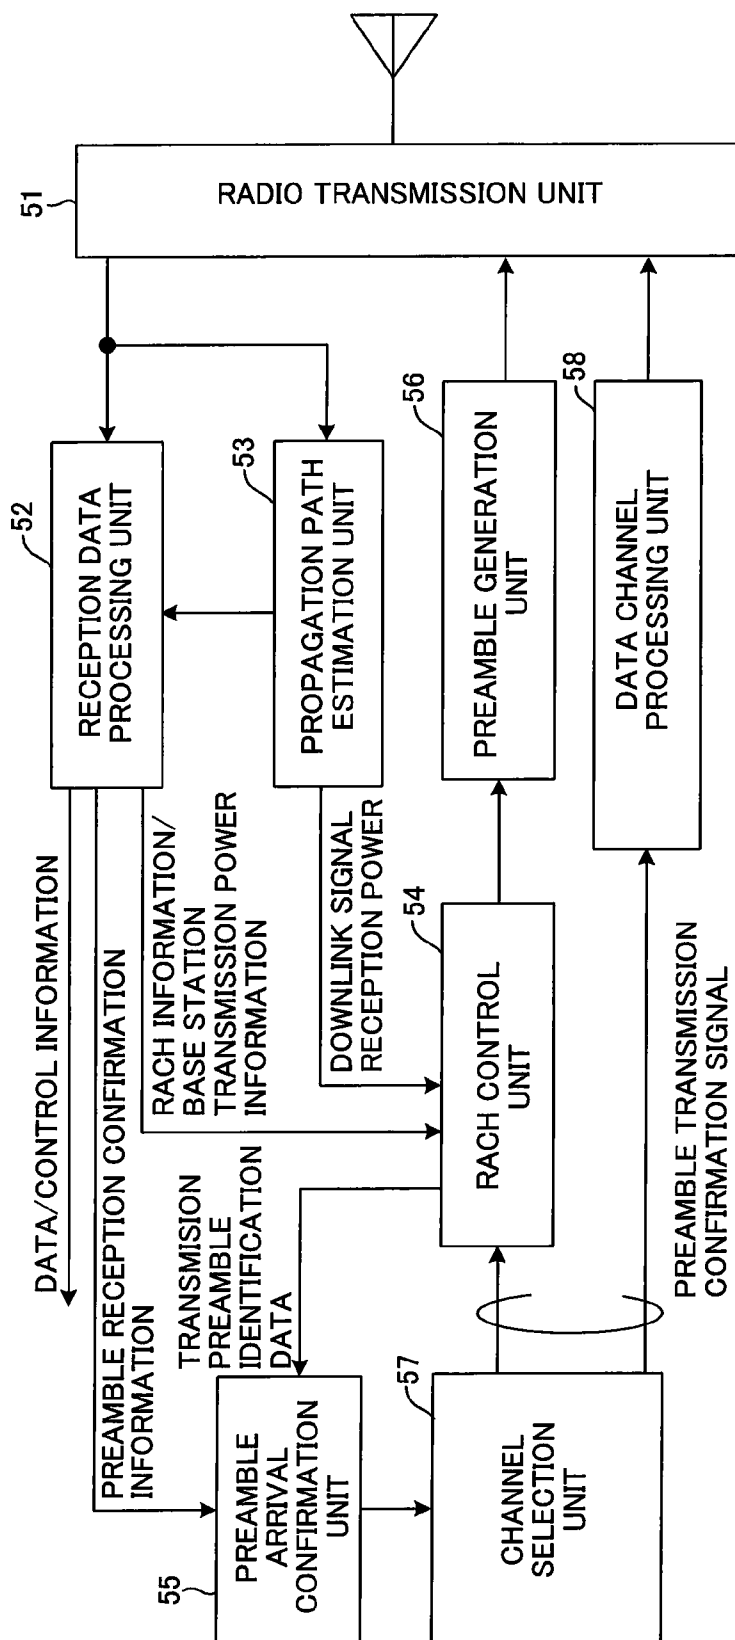 51
RADIO TRANSMISSION UNIT
52
RECEPTION DATA
PROCESSING UNIT
53
PROPAGATION PATH
ESTIMATION UNIT
56
PREAMBLE GENERATION
UNIT
58
DATA CHANNEL
PROCESSING UNIT
DATA/CONTROL INFORMATION
PREAMBLE RECEPTION CONFIRMATION
INFORMATION
RACH INFORMATION/
BASE STATION
TRANSMISSION POWER
INFORMATION
DOWNLINK SIGNAL
RECEPTION POWER
54
RACH CONTROL
UNIT
TRANSMISION
PREAMBLE
IDENTIFICATION
DATA
PREAMBLE TRANSMISSION
CONFIRMATION SIGNAL
55
PREAMBLE
ARRIVAL
CONFIRMATION
UNIT
57
CHANNEL
SELECTION
UNIT